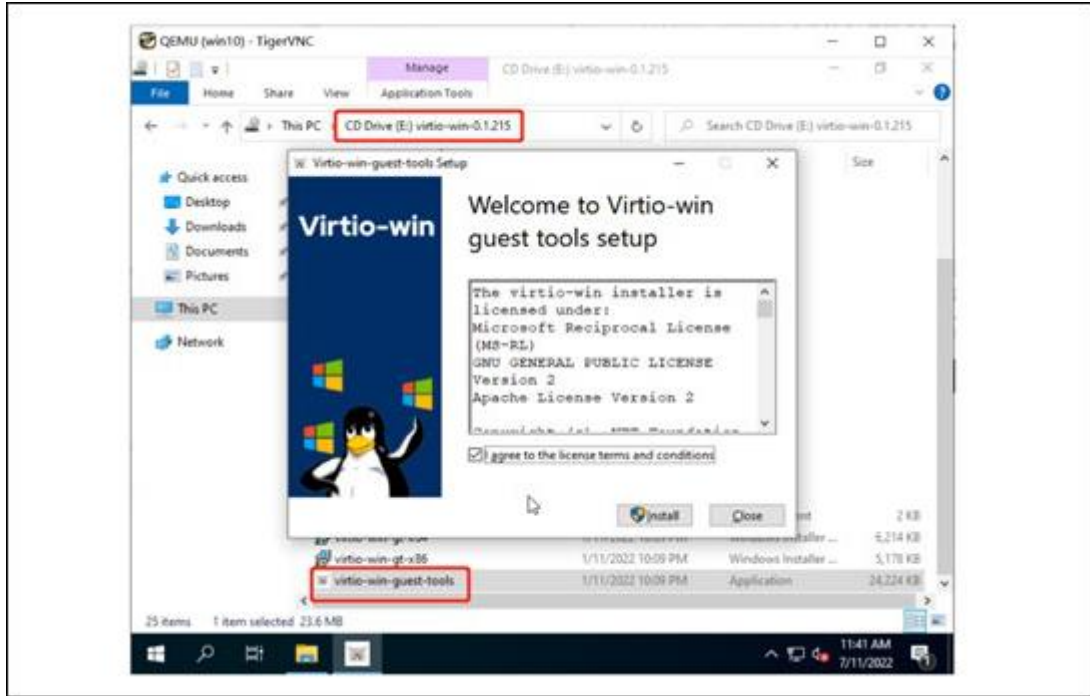 QEMU (win10) - TigerVNC
Manage
CD Drive (E:) virtio-win-0.1.215
File Home Share View Application Tools
This PC CD Drive (E:) virtio-win-0.1.215
Search CD Drive (E:) virtio-win-0.1.215
Virtio-win-guest-tools Setup
Size
Quick access
Desktop
Downloads
Documents
Pictures
This PC
Network
Virtio-win
Welcome to Virtio-win
guest tools setup
The virtio-win installer is
licensed under:
Microsoft Reciprocal License
(MS-RL)
GNU GENERAL PUBLIC LICENSE
Version 2
Apache License Version 2
I agree to the license terms and conditions
Install Close
2 KB
Windows Installer ... 6,214 KB
virtio-win-gt-x86 1/11/2022 10:09 PM Windows Installer ... 5,178 KB
virtio-win-guest-tools 1/11/2022 10:09 PM Application 24,224 KB
25 items 1 item selected 23.6 MB
11:41 AM
7/11/2022
1